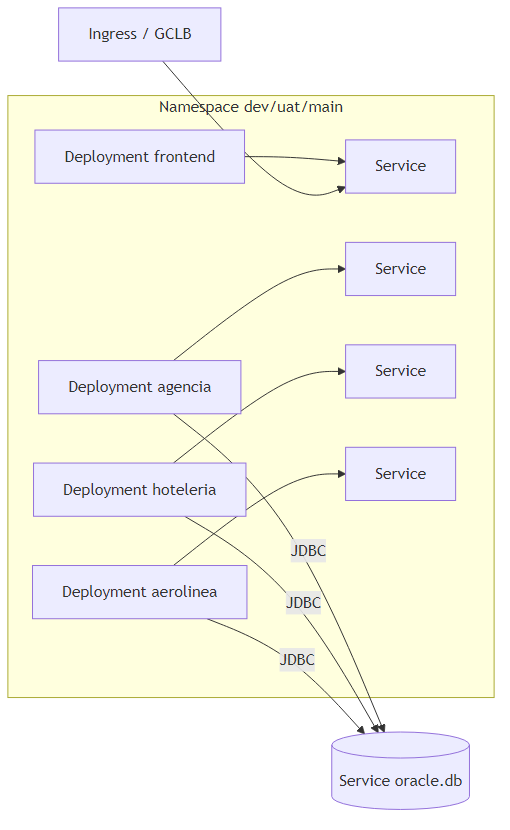 Ingress / GCLB
Namespace dev/uat/main
Deployment frontend
Service
Service
Deployment agencia
Service
Deployment hoteleria
Service
JDBC
Deployment aerolinea
JDBC
JDBC
Service oracle.db